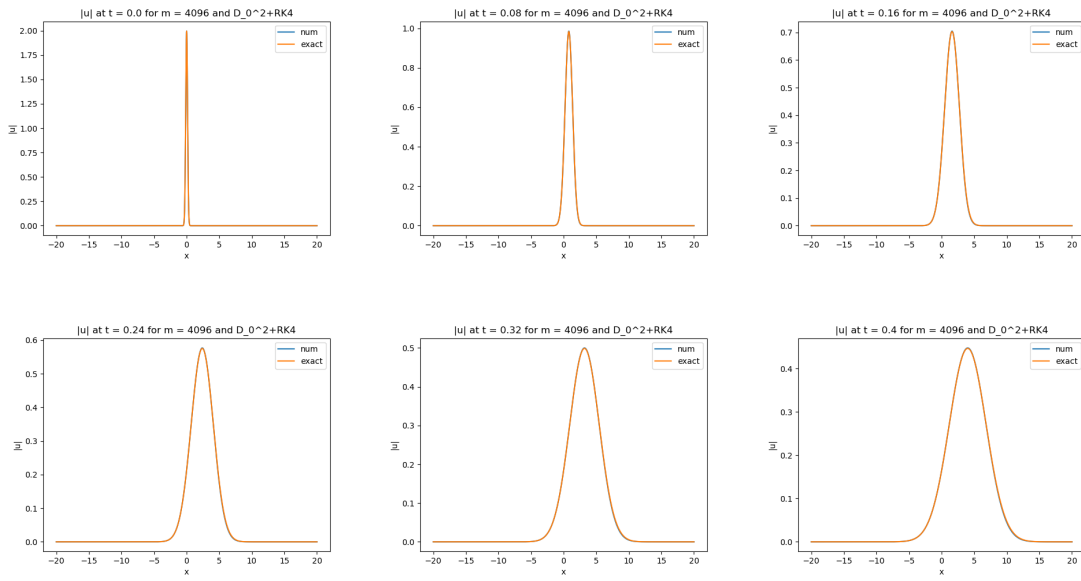 |u| at t = 0.0 for m = 4096 and D_0^2+RK4
2.00
1.75
1.50
1.25
1.00
0.75
0.50
0.25
0.00
|u|
num
exact
−20 −15 −10 −5 0 5 10 15 20
x
|u| at t = 0.08 for m = 4096 and D_0^2+RK4
1.0
0.8
0.6
0.4
0.2
0.0
|u|
num
exact
−20 −15 −10 −5 0 5 10 15 20
x
|u| at t = 0.16 for m = 4096 and D_0^2+RK4
0.7
0.6
0.5
0.4
0.3
0.2
0.1
0.0
|u|
num
exact
−20 −15 −10 −5 0 5 10 15 20
x
|u| at t = 0.24 for m = 4096 and D_0^2+RK4
0.6
0.5
0.4
0.3
0.2
0.1
0.0
|u|
num
exact
−20 −15 −10 −5 0 5 10 15 20
x
|u| at t = 0.32 for m = 4096 and D_0^2+RK4
0.5
0.4
0.3
0.2
0.1
0.0
|u|
num
exact
−20 −15 −10 −5 0 5 10 15 20
x
|u| at t = 0.4 for m = 4096 and D_0^2+RK4
0.4
0.3
0.2
0.1
0.0
|u|
num
exact
−20 −15 −10 −5 0 5 10 15 20
x